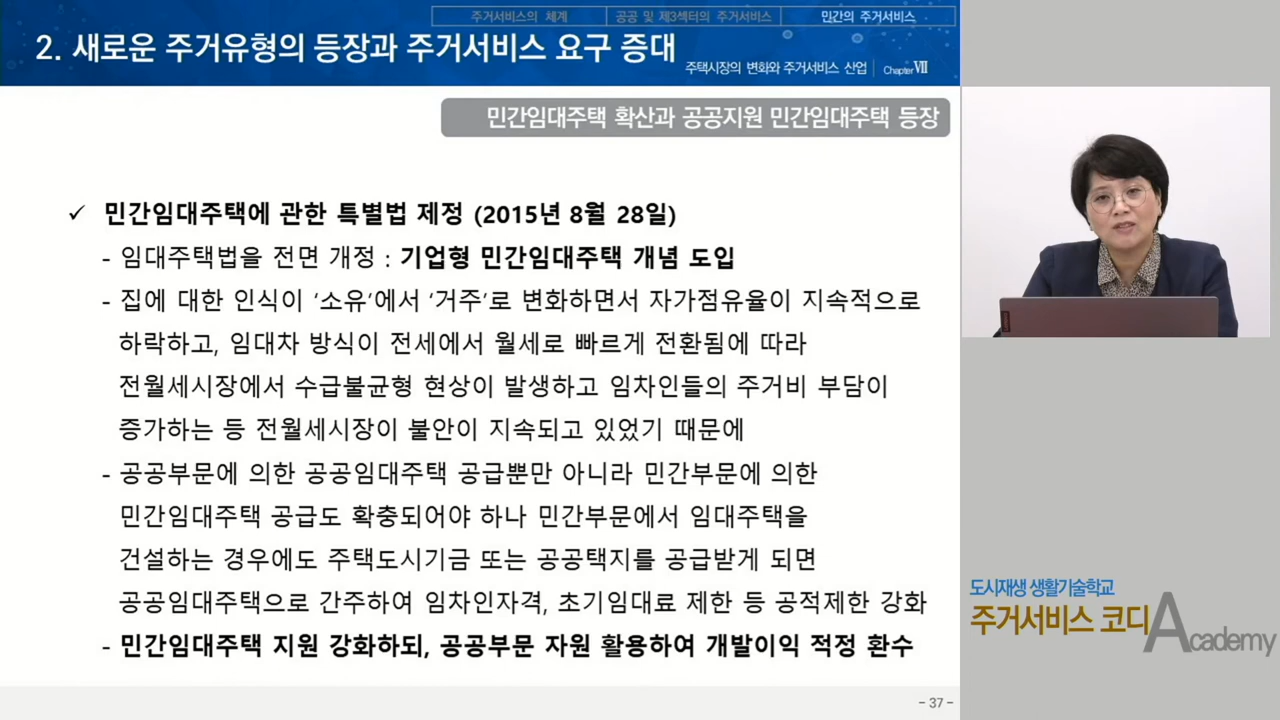 주거서비스의 체계
공공 및 제3섹터의 주거서비스
민간의 주거서비스
2. 새로운 주거유형의 등장과 주거서비스 요구 증대
주택시장의 변화와 주거서비스 산업
Chapter Ⅶ
민간임대주택 확산과 공공지원 민간임대주택 등장
✓ 민간임대주택에 관한 특별법 제정 (2015년 8월 28일)
- 임대주택법을 전면 개정 : 기업형 민간임대주택 개념 도입
- 집에 대한 인식이 ‘소유’에서 ‘거주’로 변화하면서 자가점유율이 지속적으로
하락하고, 임대차 방식이 전세에서 월세로 빠르게 전환됨에 따라
전월세시장에서 수급불균형 현상이 발생하고 임차인들의 주거비 부담이
증가하는 등 전월세시장이 불안이 지속되고 있었기 때문에
- 공공부문에 의한 공공임대주택 공급뿐만 아니라 민간부문에 의한
민간임대주택 공급도 확충되어야 하나 민간부문에서 임대주택을
건설하는 경우에도 주택도시기금 또는 공공택지를 공급받게 되면
공공임대주택으로 간주하여 임차인자격, 초기임대료 제한 등 공적제한 강화
- 민간임대주택 지원 강화하되, 공공부문 자원 활용하여 개발이익 적정 환수
- 37 -
도시재생 생활기술학교
주거서비스 코디 Academy